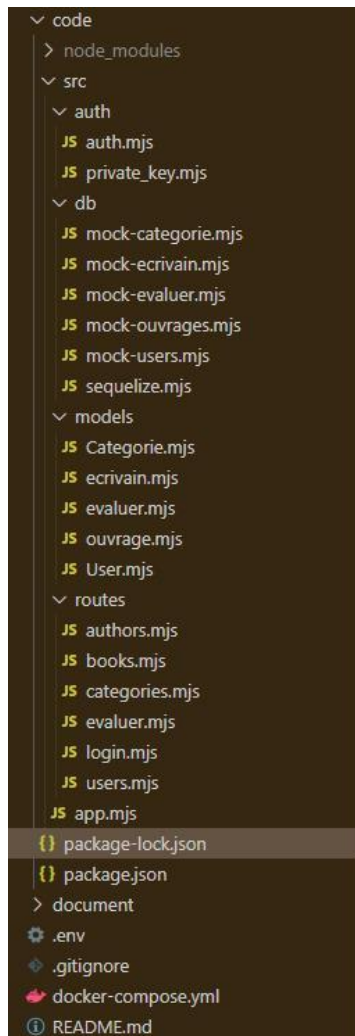 code
node_modules
src
auth
JS auth.mjs
JS private_key.mjs
db
JS mock-categorie.mjs
JS mock-ecrivain.mjs
JS mock-evaluer.mjs
JS mock-ouvrages.mjs
JS mock-users.mjs
JS sequelize.mjs
models
JS Categorie.mjs
JS ecrivain.mjs
JS evaluer.mjs
JS ouvrage.mjs
JS User.mjs
routes
JS authors.mjs
JS books.mjs
JS categories.mjs
JS evaluer.mjs
JS login.mjs
JS users.mjs
JS app.mjs
{} package-lock.json
{} package.json
document
.env
.gitignore
docker-compose.yml
README.md